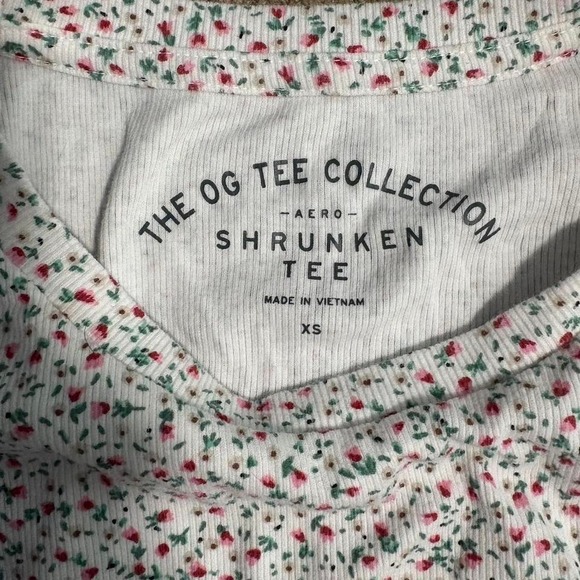 THE OG TEE COLLECTION
-AERO-
SHRUNKEN
TEE
MADE IN VIETNAM
XS